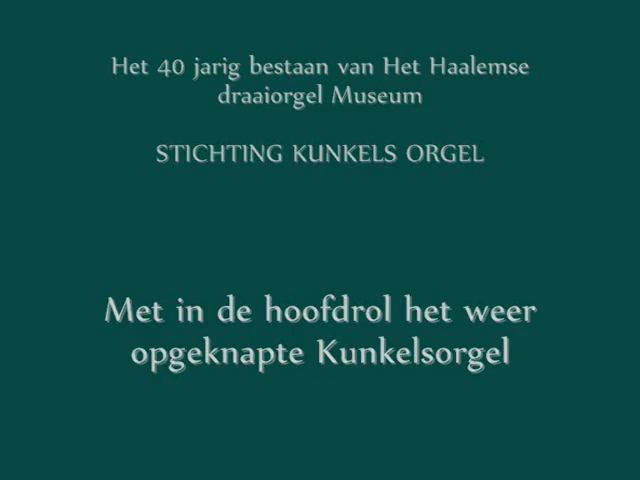 Het 40 jarig bestaan van Het Haalemse
draaiorgel Museum
STICHTING KUNKELS ORGEL
Met in de hoofdrol het weer
opgeknapte Kunkelsorgel